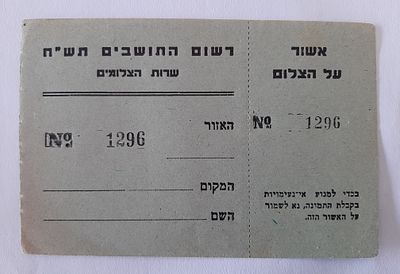 אשור
על הצלום
No 1296
בכדי למנוע אי־נעימויות
בקבלת התמונה, נא לשמור
על האשור הזה.
רשום התושבים תש"ח
שרות הצלומים
האזור
No 1296
המקום
השם